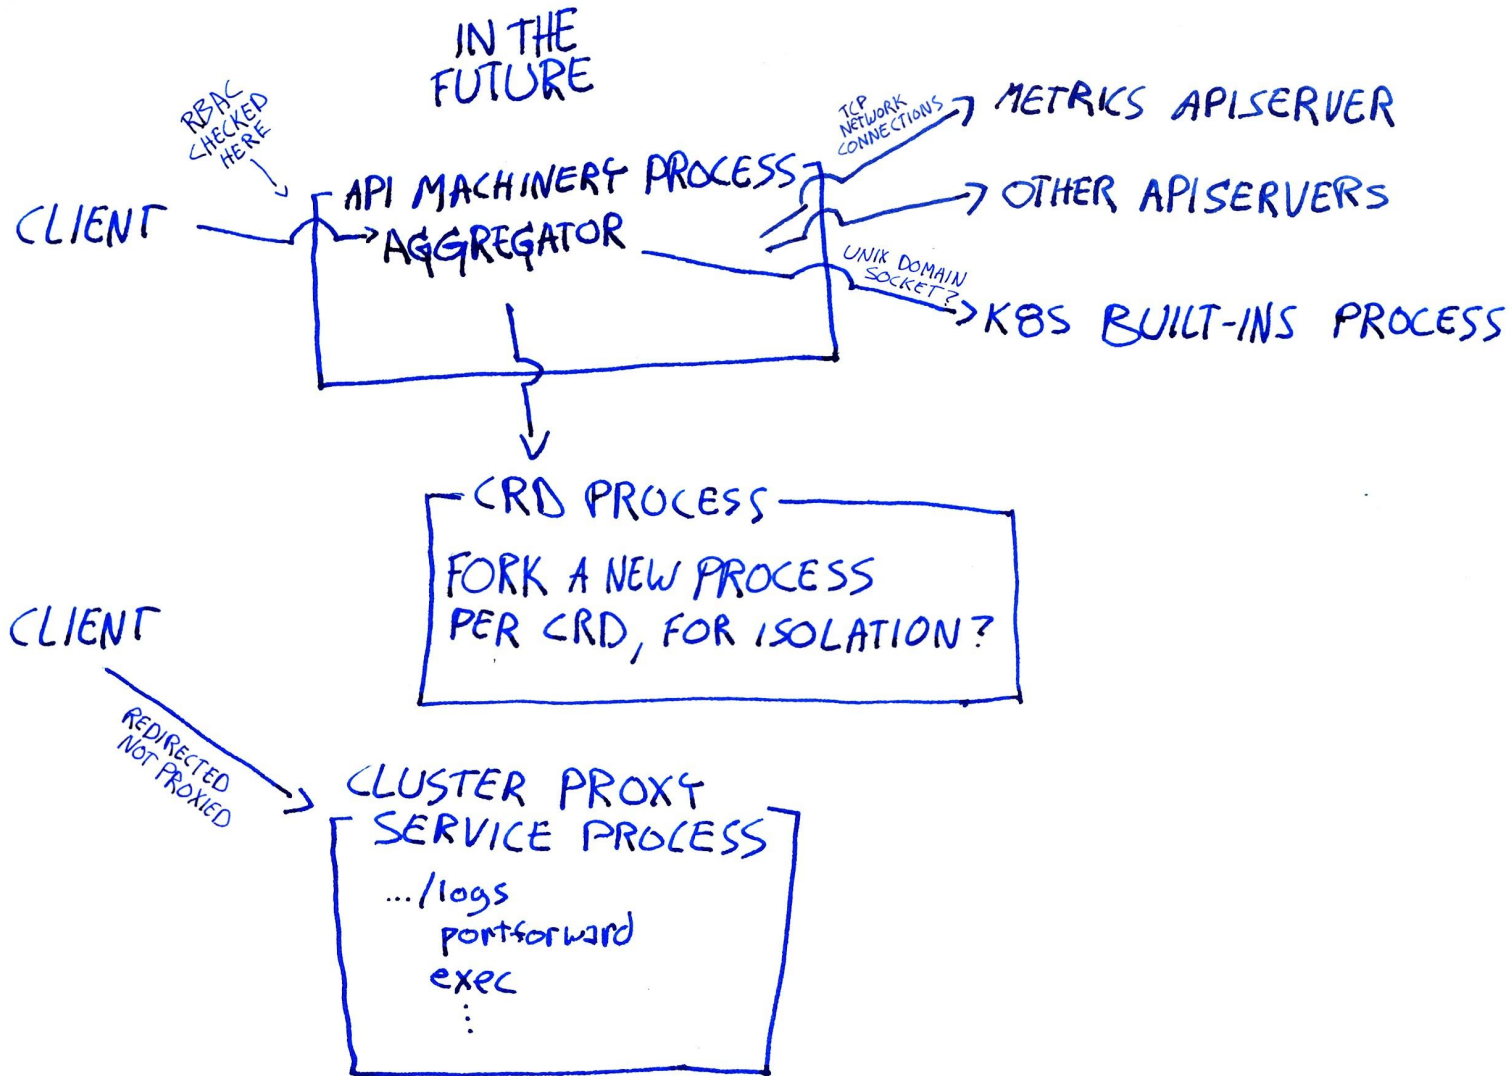 IN THE
FUTURE
RBAC
CHECKED
HERE
CLIENT
API MACHINERY PROCESS
AGGREGATOR
TCP
NETWORK
CONNECTIONS
METRICS APISERVER
OTHER APISERVERS
UNIX DOMAIN
SOCKET?
K8S BUILT-INS PROCESS
CRD PROCESS
FORK A NEW PROCESS
PER CRD, FOR ISOLATION?
CLIENT
REDIRECTED
NOT PROXIED
CLUSTER PROXY
SERVICE PROCESS
.../logs
portforward
exec
⋮